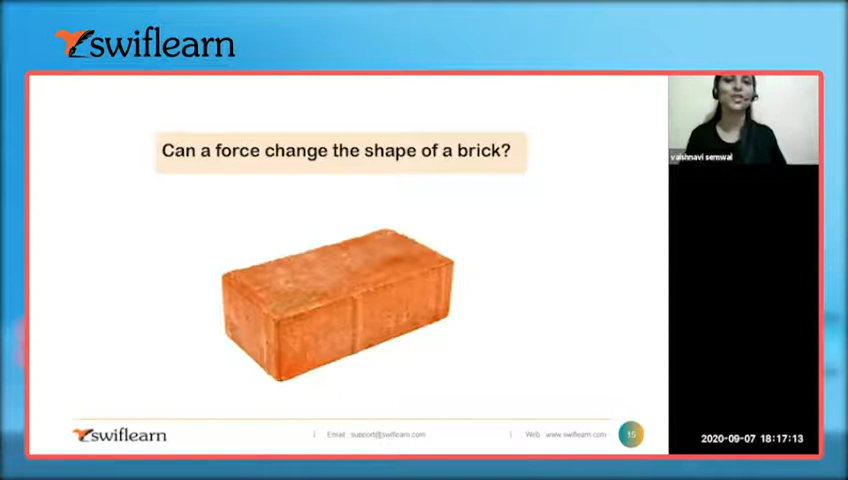 swiflearn
Can a force change the shape of a brick?
vaishnavi semwal
swiflearn
Email : support@swiflearn.com
Web : www.swiflearn.com
15
2020-09-07 18:17:13